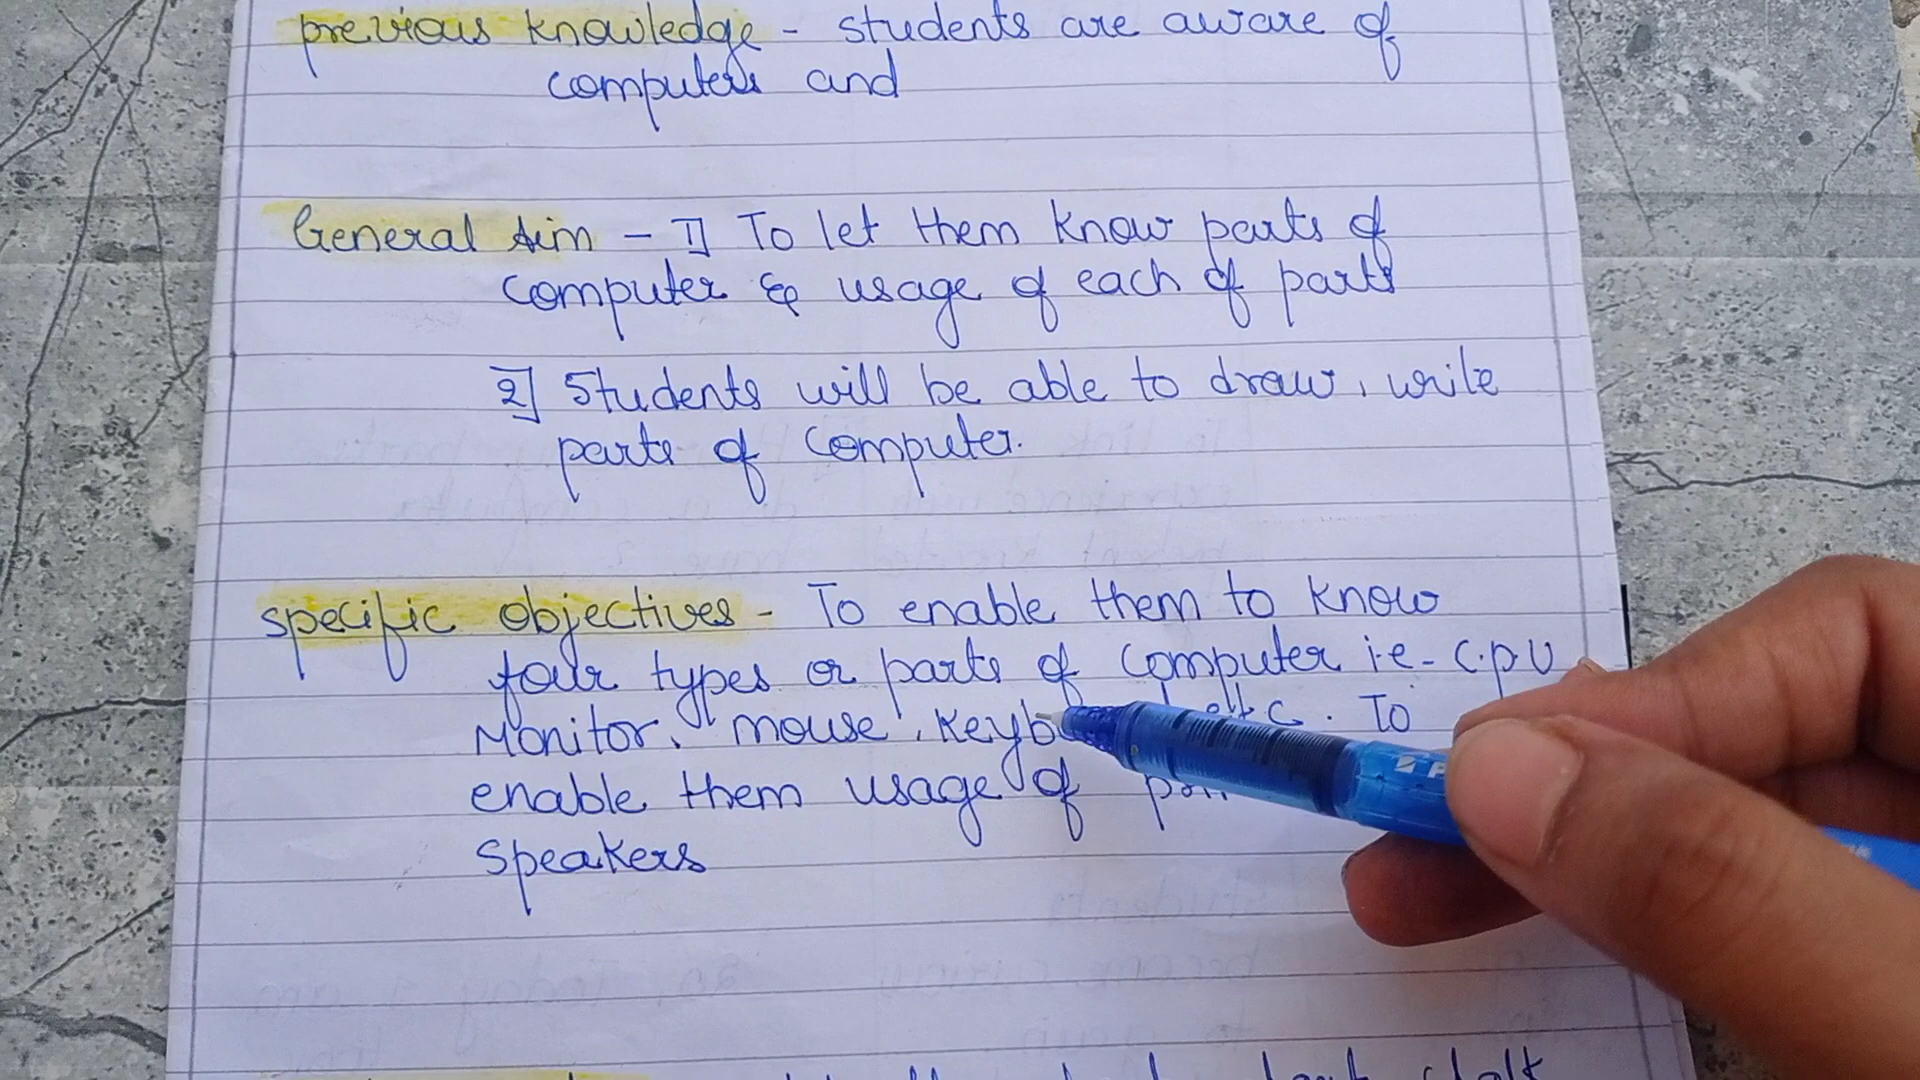 previous knowledge - students are aware of
computers and
General Aim - 1] To let them know parts of
computer & usage of each of parts
2] Students will be able to draw, write
parts of computer.
specific objectives - To enable them to know
four types or parts of computer i.e - C.p.U
Monitor, mouse, Key etc. To
enable them usage of
speakers